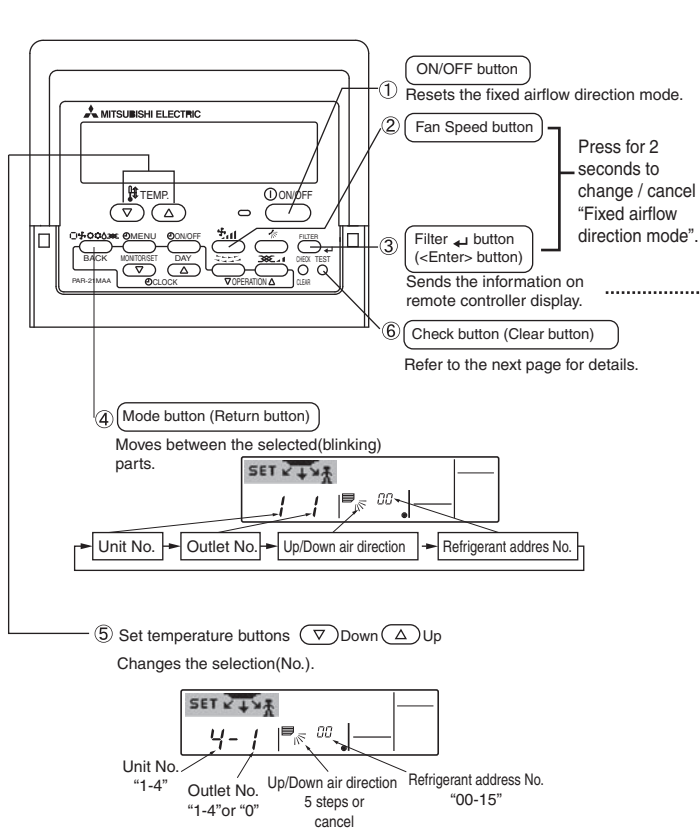 ON/OFF button
① Resets the fixed airflow direction mode.
MITSUBISHI ELECTRIC
② Fan Speed button
Press for 2
seconds to
change / cancel
“Fixed airflow
direction mode”.
TEMP.
ON/OFF
③ Filter ↵ button
(<Enter> button)
MENU
ON/OFF
FILTER
BACK
MONITOR/SET
DAY
CHECK TEST
PAR-21MAA
CLOCK
OPERATION
CLEAR
Sends the information on
remote controller display.
⑥ Check button (Clear button)
Refer to the next page for details.
④ Mode button (Return button)
Moves between the selected(blinking)
parts.
SET
1 1 00
Unit No.
Outlet No.
Up/Down air direction
Refrigerant addres No.
⑤ Set temperature buttons ▽ Down △ Up
Changes the selection(No.).
SET
4- 1 00
Unit No.
“1-4”
Outlet No.
“1-4”or “0”
Up/Down air direction
5 steps or
cancel
Refrigerant address No.
“00-15”